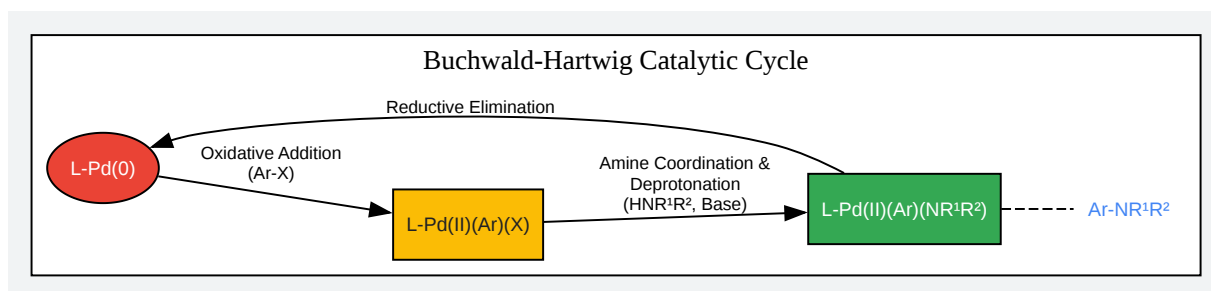 Buchwald-Hartwig Catalytic Cycle
Reductive Elimination
L-Pd(0)
Oxidative Addition
(Ar-X)
L-Pd(II)(Ar)(X)
Amine Coordination &
Deprotonation
(HNR¹R², Base)
L-Pd(II)(Ar)(NR¹R²)
Ar-NR¹R²